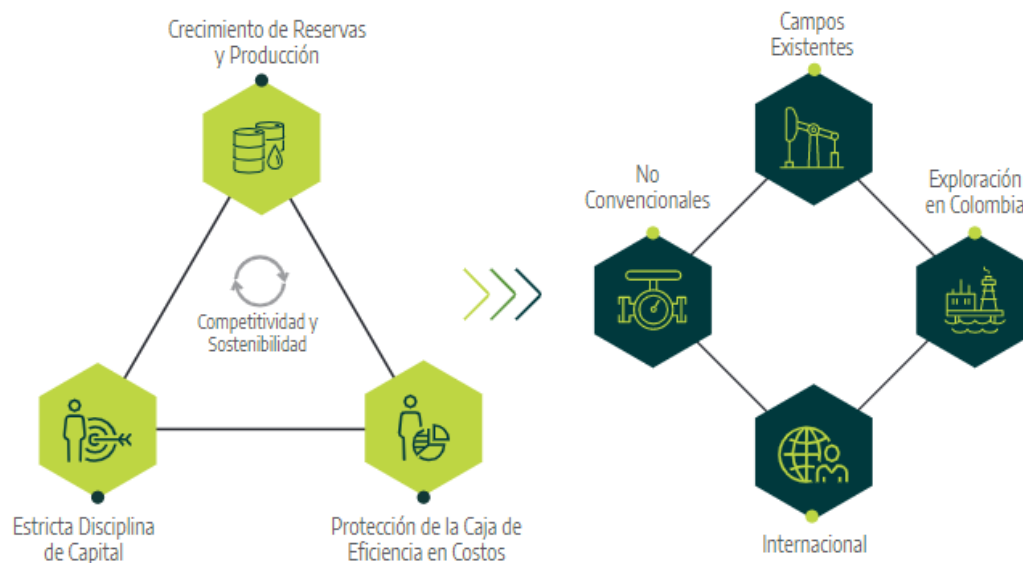 Crecimiento de Reservas
y Producción
Competitividad y
Sostenibilidad
Estricta Disciplina
de Capital
Protección de la Caja de
Eficiencia en Costos
Campos
Existentes
No
Convencionales
Exploración
en Colombia
Internacional